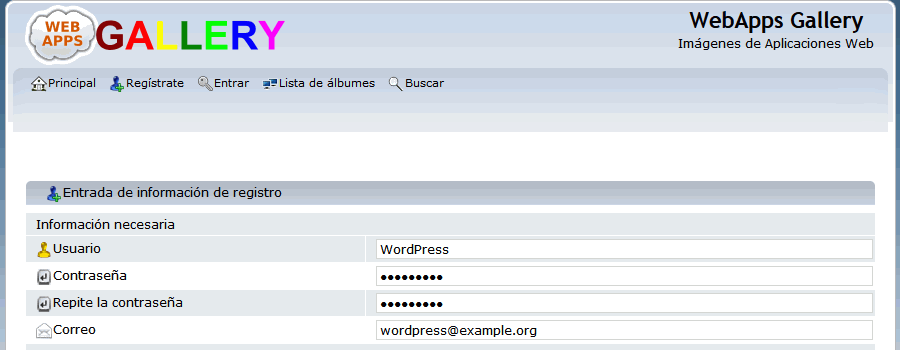 WEB APPS GALLERY
WebApps Gallery
Imágenes de Aplicaciones Web
Principal Regístrate Entrar Lista de álbumes Buscar
Entrada de información de registro
Información necesaria
Usuario WordPress
Contraseña •••••••••
Repite la contraseña •••••••••
Correo wordpress@example.org